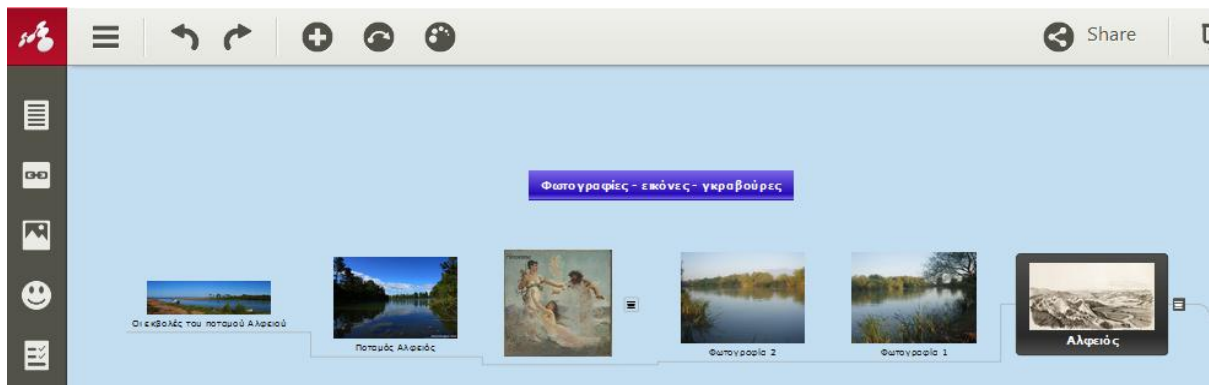 Share
Φωτογραφίες - εικόνες - γκραβούρες
Οι εκβολές του ποταμού Αλφειού
Ποταμός Αλφειός
Φωτογραφία 2
Φωτογραφία 1
Αλφειός